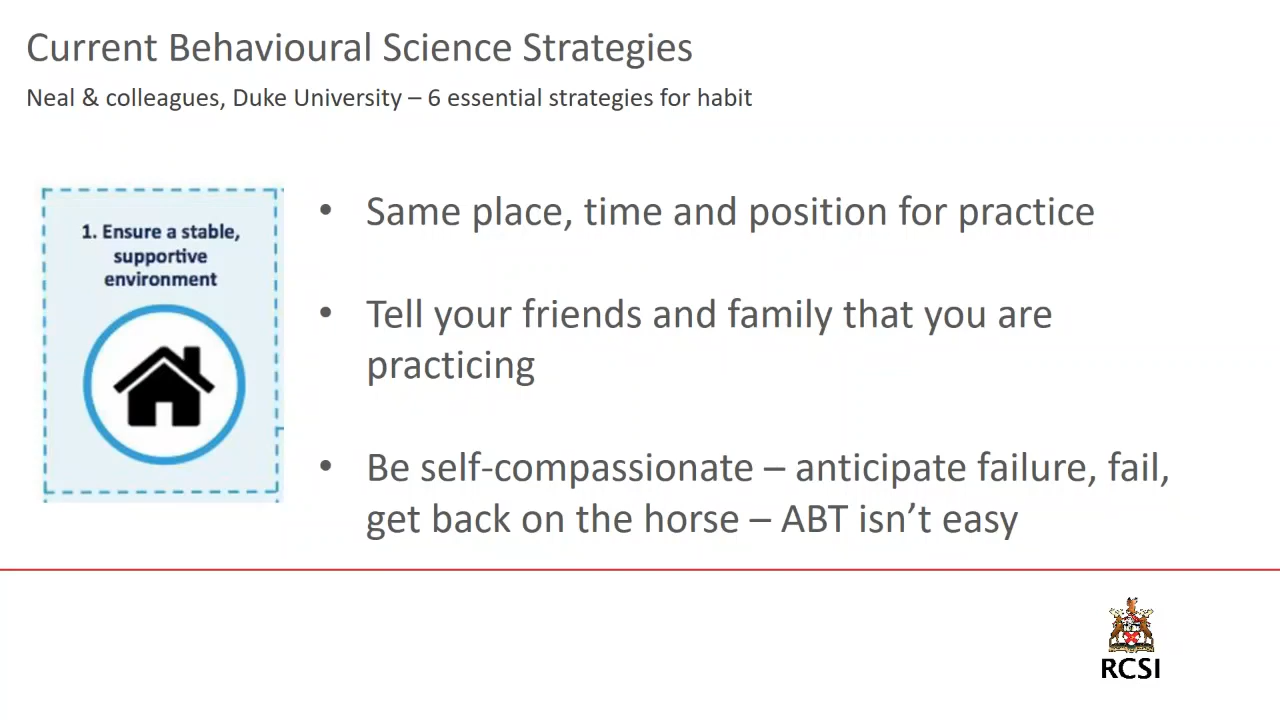 Current Behavioural Science Strategies
Neal & colleagues, Duke University – 6 essential strategies for habit
1. Ensure a stable,
supportive
environment
• Same place, time and position for practice
• Tell your friends and family that you are
practicing
• Be self-compassionate – anticipate failure, fail,
get back on the horse – ABT isn’t easy
RCSI